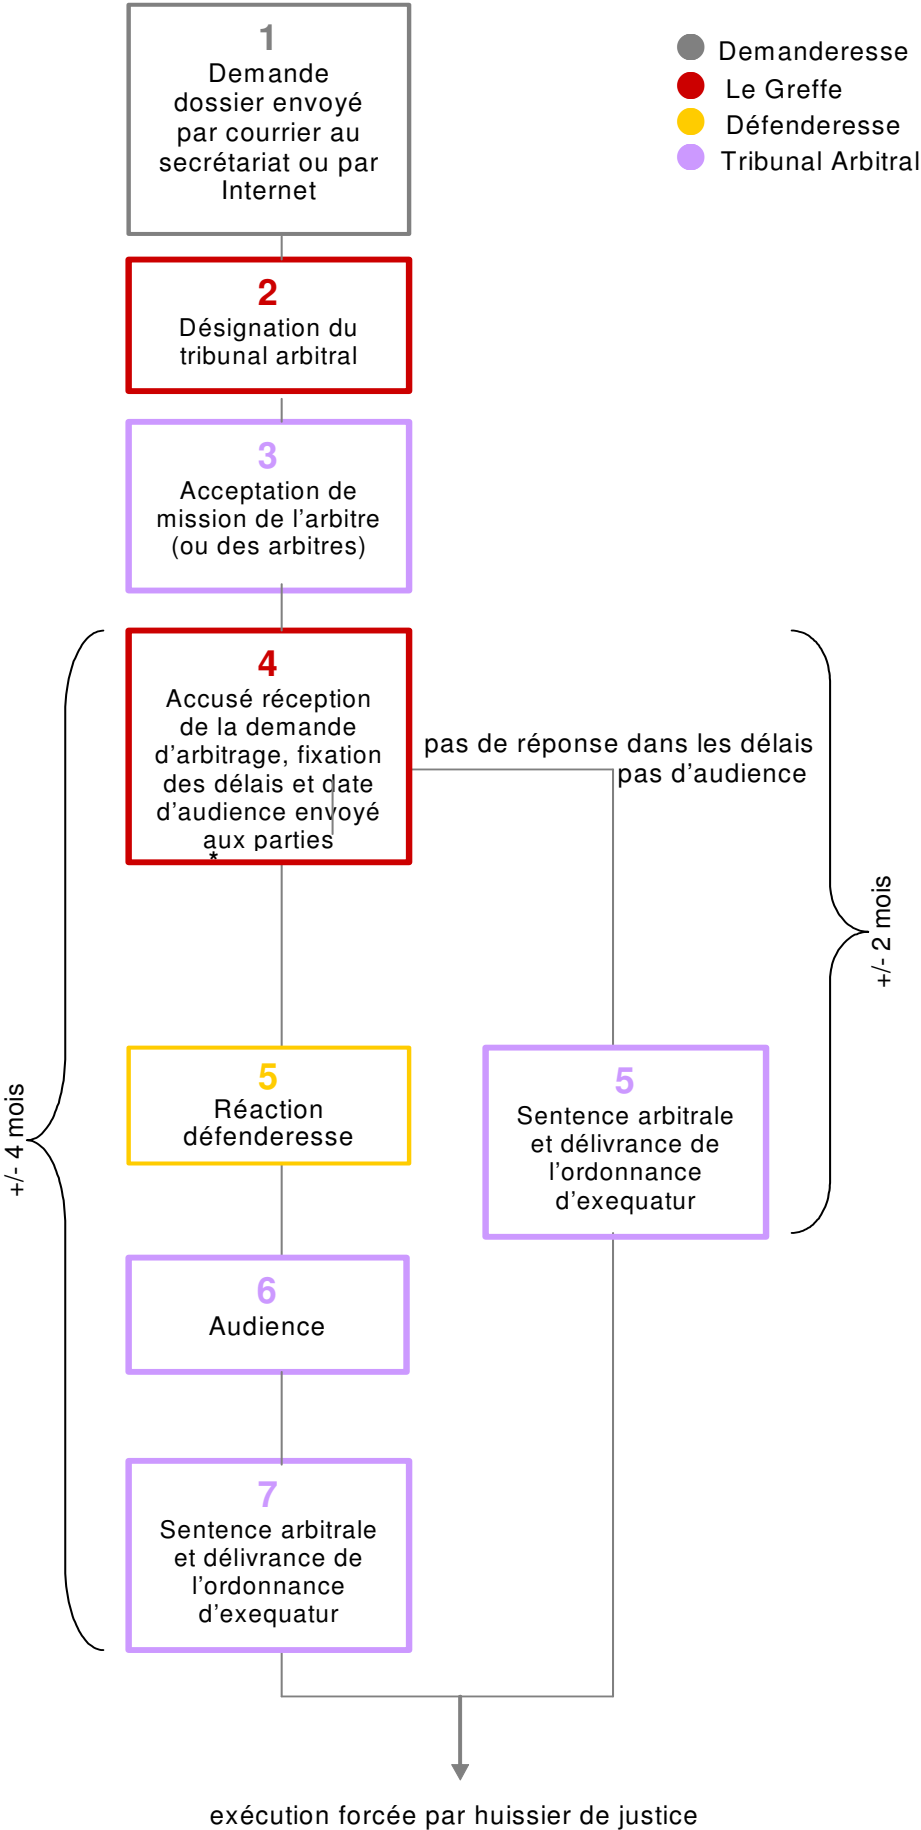 1
Demande
dossier envoyé
par courrier au
secrétariat ou par
Internet
Demanderesse
Le Greffe
Défenderesse
Tribunal Arbitral
2
Désignation du
tribunal arbitral
3
Acceptation de
mission de l'arbitre
(ou des arbitres)
4
Accusé réception
de la demande
d'arbitrage, fixation
des délais et date
d'audience envoyé
aux parties
*
pas de réponse dans les délais
pas d'audience
+/- 2 mois
+/- 4 mois
5
Réaction
défenderesse
5
Sentence arbitrale
et délivrance de
l'ordonnance
d'exequatur
6
Audience
7
Sentence arbitrale
et délivrance de
l'ordonnance
d'exequatur
exécution forcée par huissier de justice